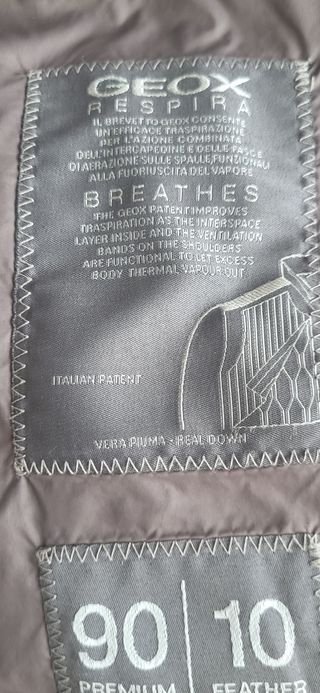 GEOX
RESPIRA
IL BREVETTO GEOX CONSENTE
UN'EFFICACE TRASPIRAZIONE
PER L'AZIONE COMBINATA
DELL'INTERCAPEDINE E DELLE FASCE
DI AERAZIONE SULLE SPALLE, FUNZIONALI
ALLA FUORIUSCITA DEL VAPORE
BREATHES
THE GEOX PATENT IMPROVES
TRASPIRATION AS THE INTERSPACE
LAYER INSIDE AND THE VENTILATION
BANDS ON THE SHOULDERS
ARE FUNCTIONAL TO LET EXCESS
BODY THERMAL VAPOUR OUT
ITALIAN PATENT
VERA PIUMA - REAL DOWN
90 | 10
PREMIUM FEATHER